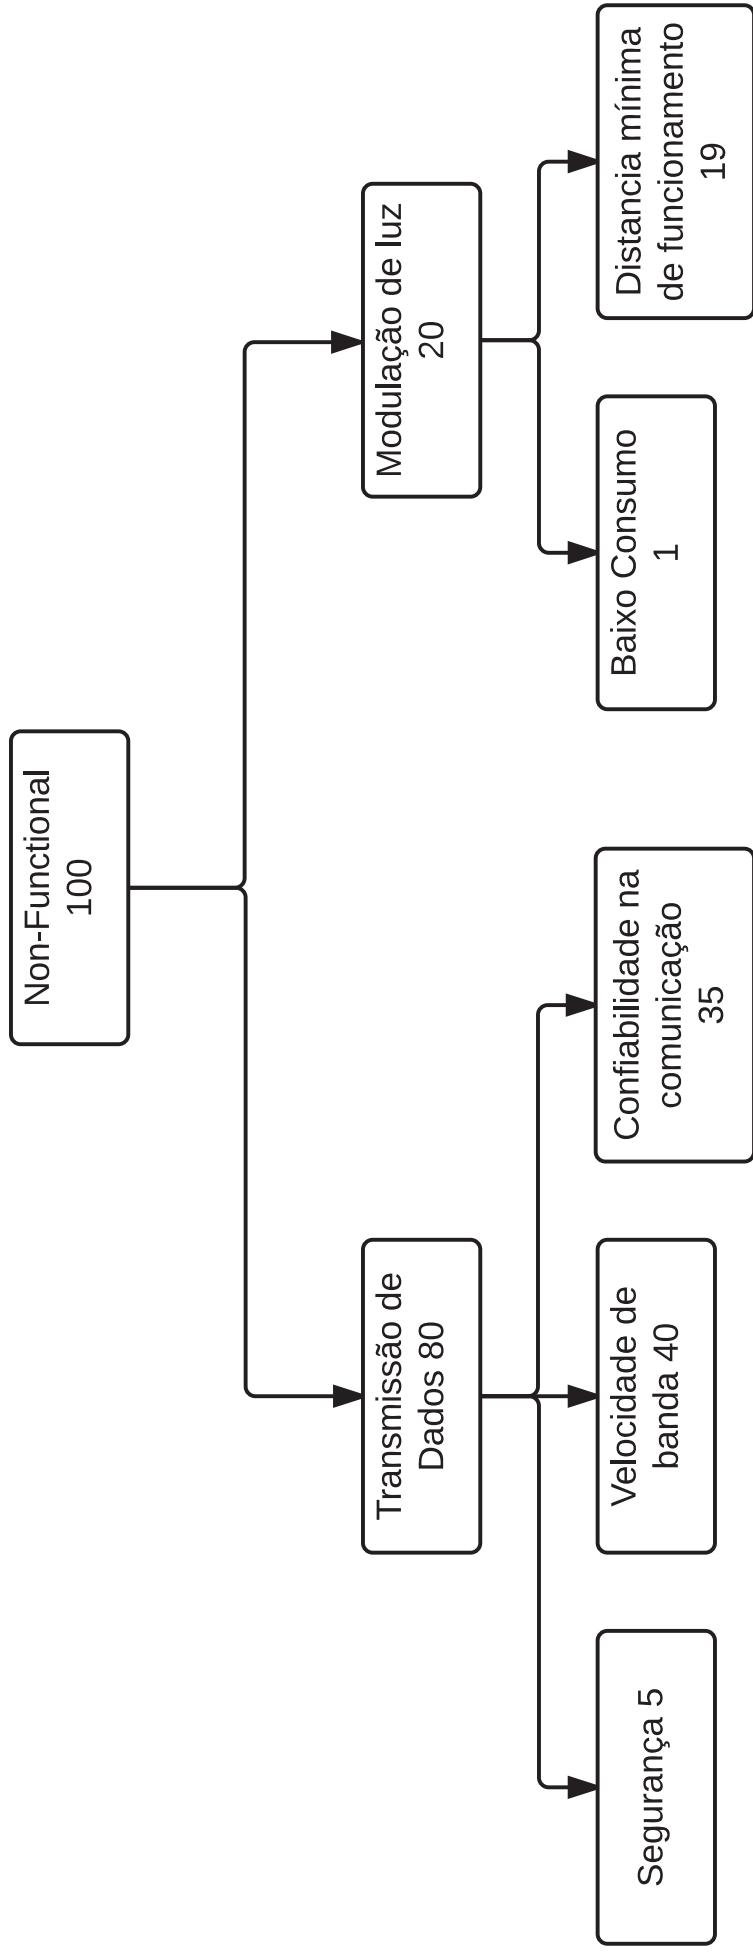 Non-Functional
100
Transmissão de
Dados 80
Modulação de luz
20
Segurança 5
Velocidade de
banda 40
Confiabilidade na
comunicação
35
Baixo Consumo
1
Distancia mínima
de funcionamento
19